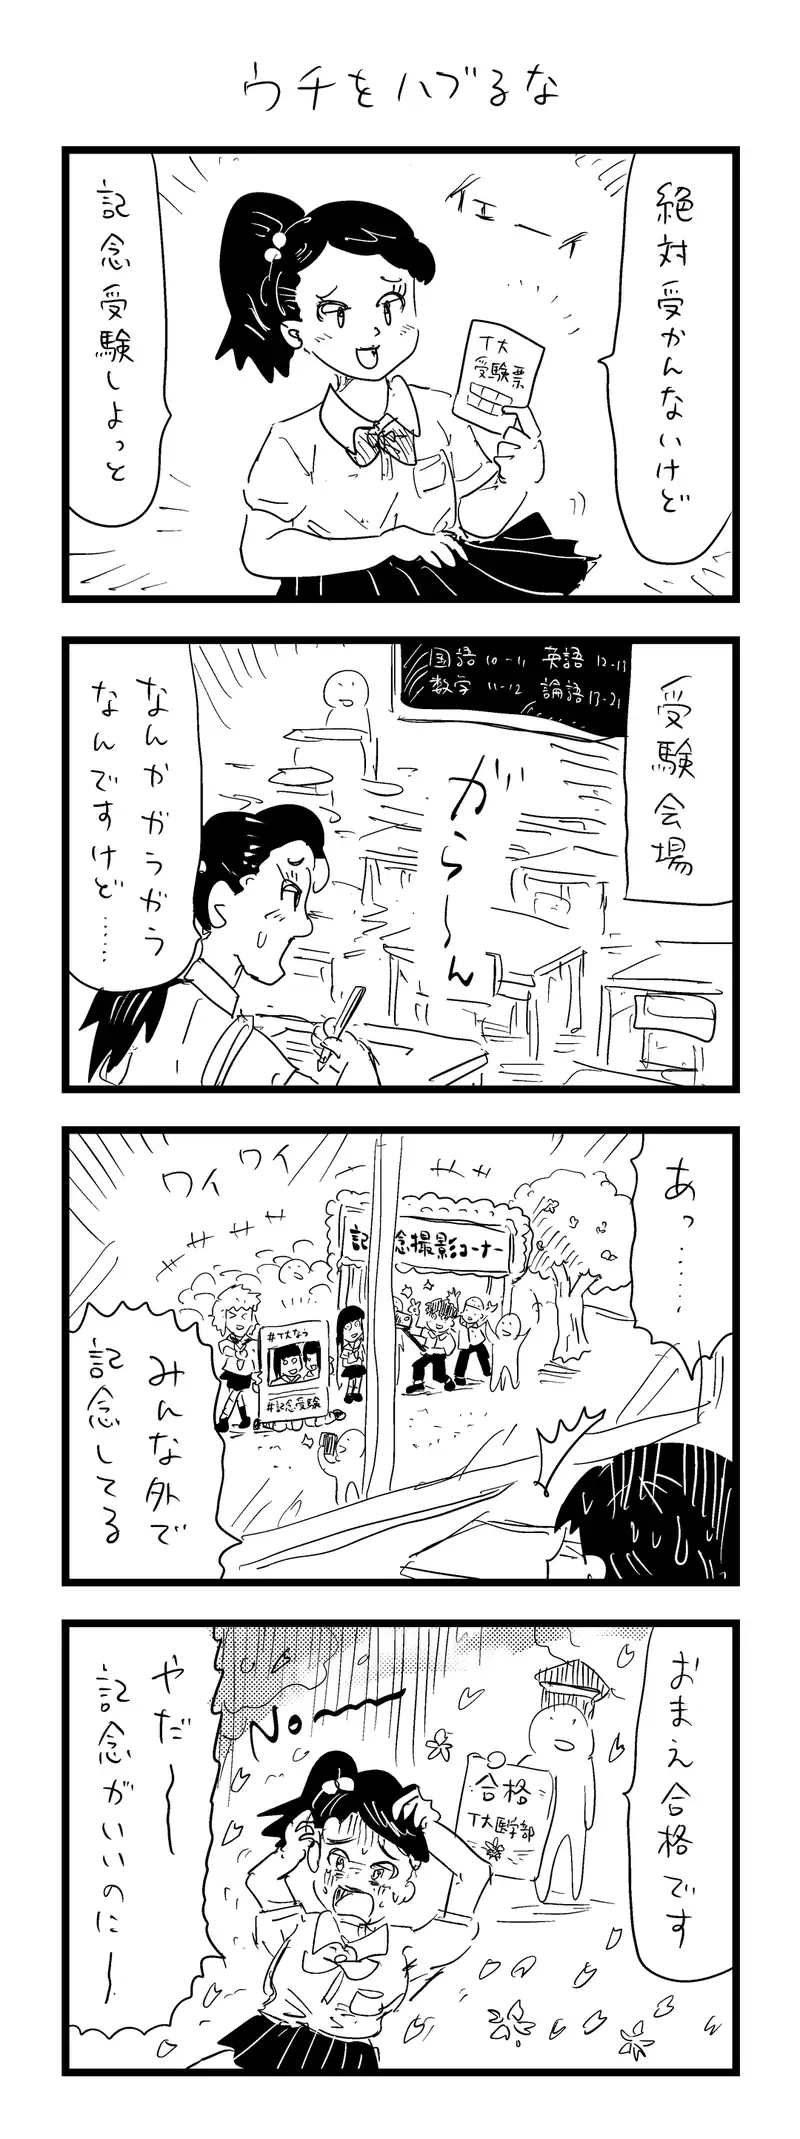 ウチをハブるな
絶対受かんないけど
イエーイ
T大
受験票
記念受験しよっと
受験会場
国語 10-11 英語 12-13
数学 11-12 論語 13-21
がら〜ん
なんかガラガラ
なんですけど……
あっ……
ワイワイ
記念撮影コーナー
#T大なう
#記念受験
みんな外で
記念してる
おまえ合格です
合格
T大医学部
No〜
やだ〜
記念がいいのに〜